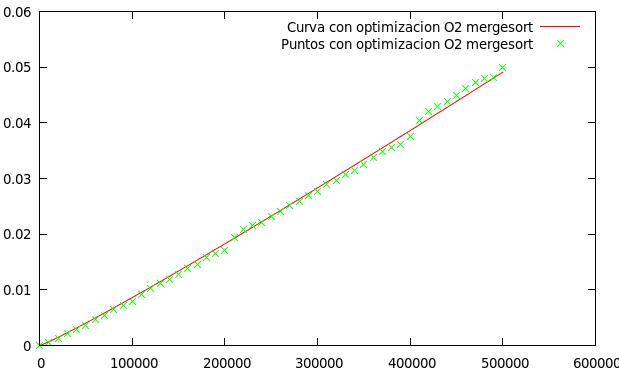 0.06
0.05
0.04
0.03
0.02
0.01
0
Curva con optimizacion O2 mergesort
Puntos con optimizacion O2 mergesort
0 100000 200000 300000 400000 500000 600000